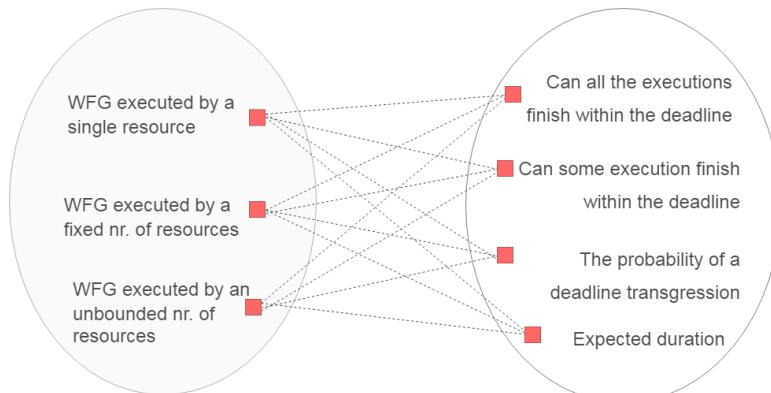 WFG executed by a
single resource
WFG executed by a
fixed nr. of resources
WFG executed by an
unbounded nr. of
resources
Can all the executions
finish within the deadline
Can some execution finish
within the deadline
The probability of a
deadline transgression
Expected duration